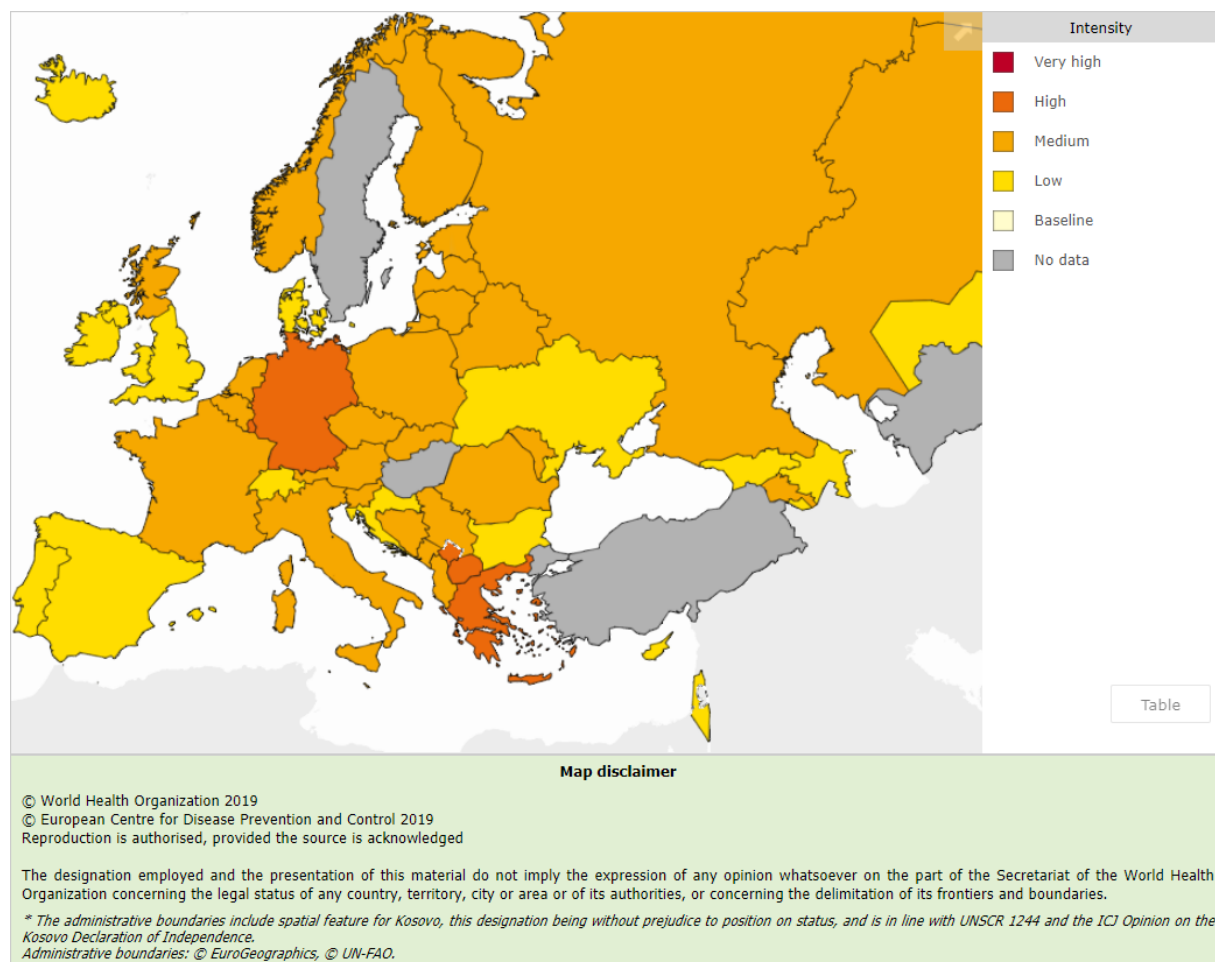 Intensity
Very high
High
Medium
Low
Baseline
No data
Table
Map disclaimer
© World Health Organization 2019
© European Centre for Disease Prevention and Control 2019
Reproduction is authorised, provided the source is acknowledged
The designation employed and the presentation of this material do not imply the expression of any opinion whatsoever on the part of the Secretariat of the World Health
Organization concerning the legal status of any country, territory, city or area or of its authorities, or concerning the delimitation of its frontiers and boundaries.
* The administrative boundaries include spatial feature for Kosovo, this designation being without prejudice to position on status, and is in line with UNSCR 1244 and the ICJ Opinion on the
Kosovo Declaration of Independence.
Administrative boundaries: © EuroGeographics, © UN-FAO.